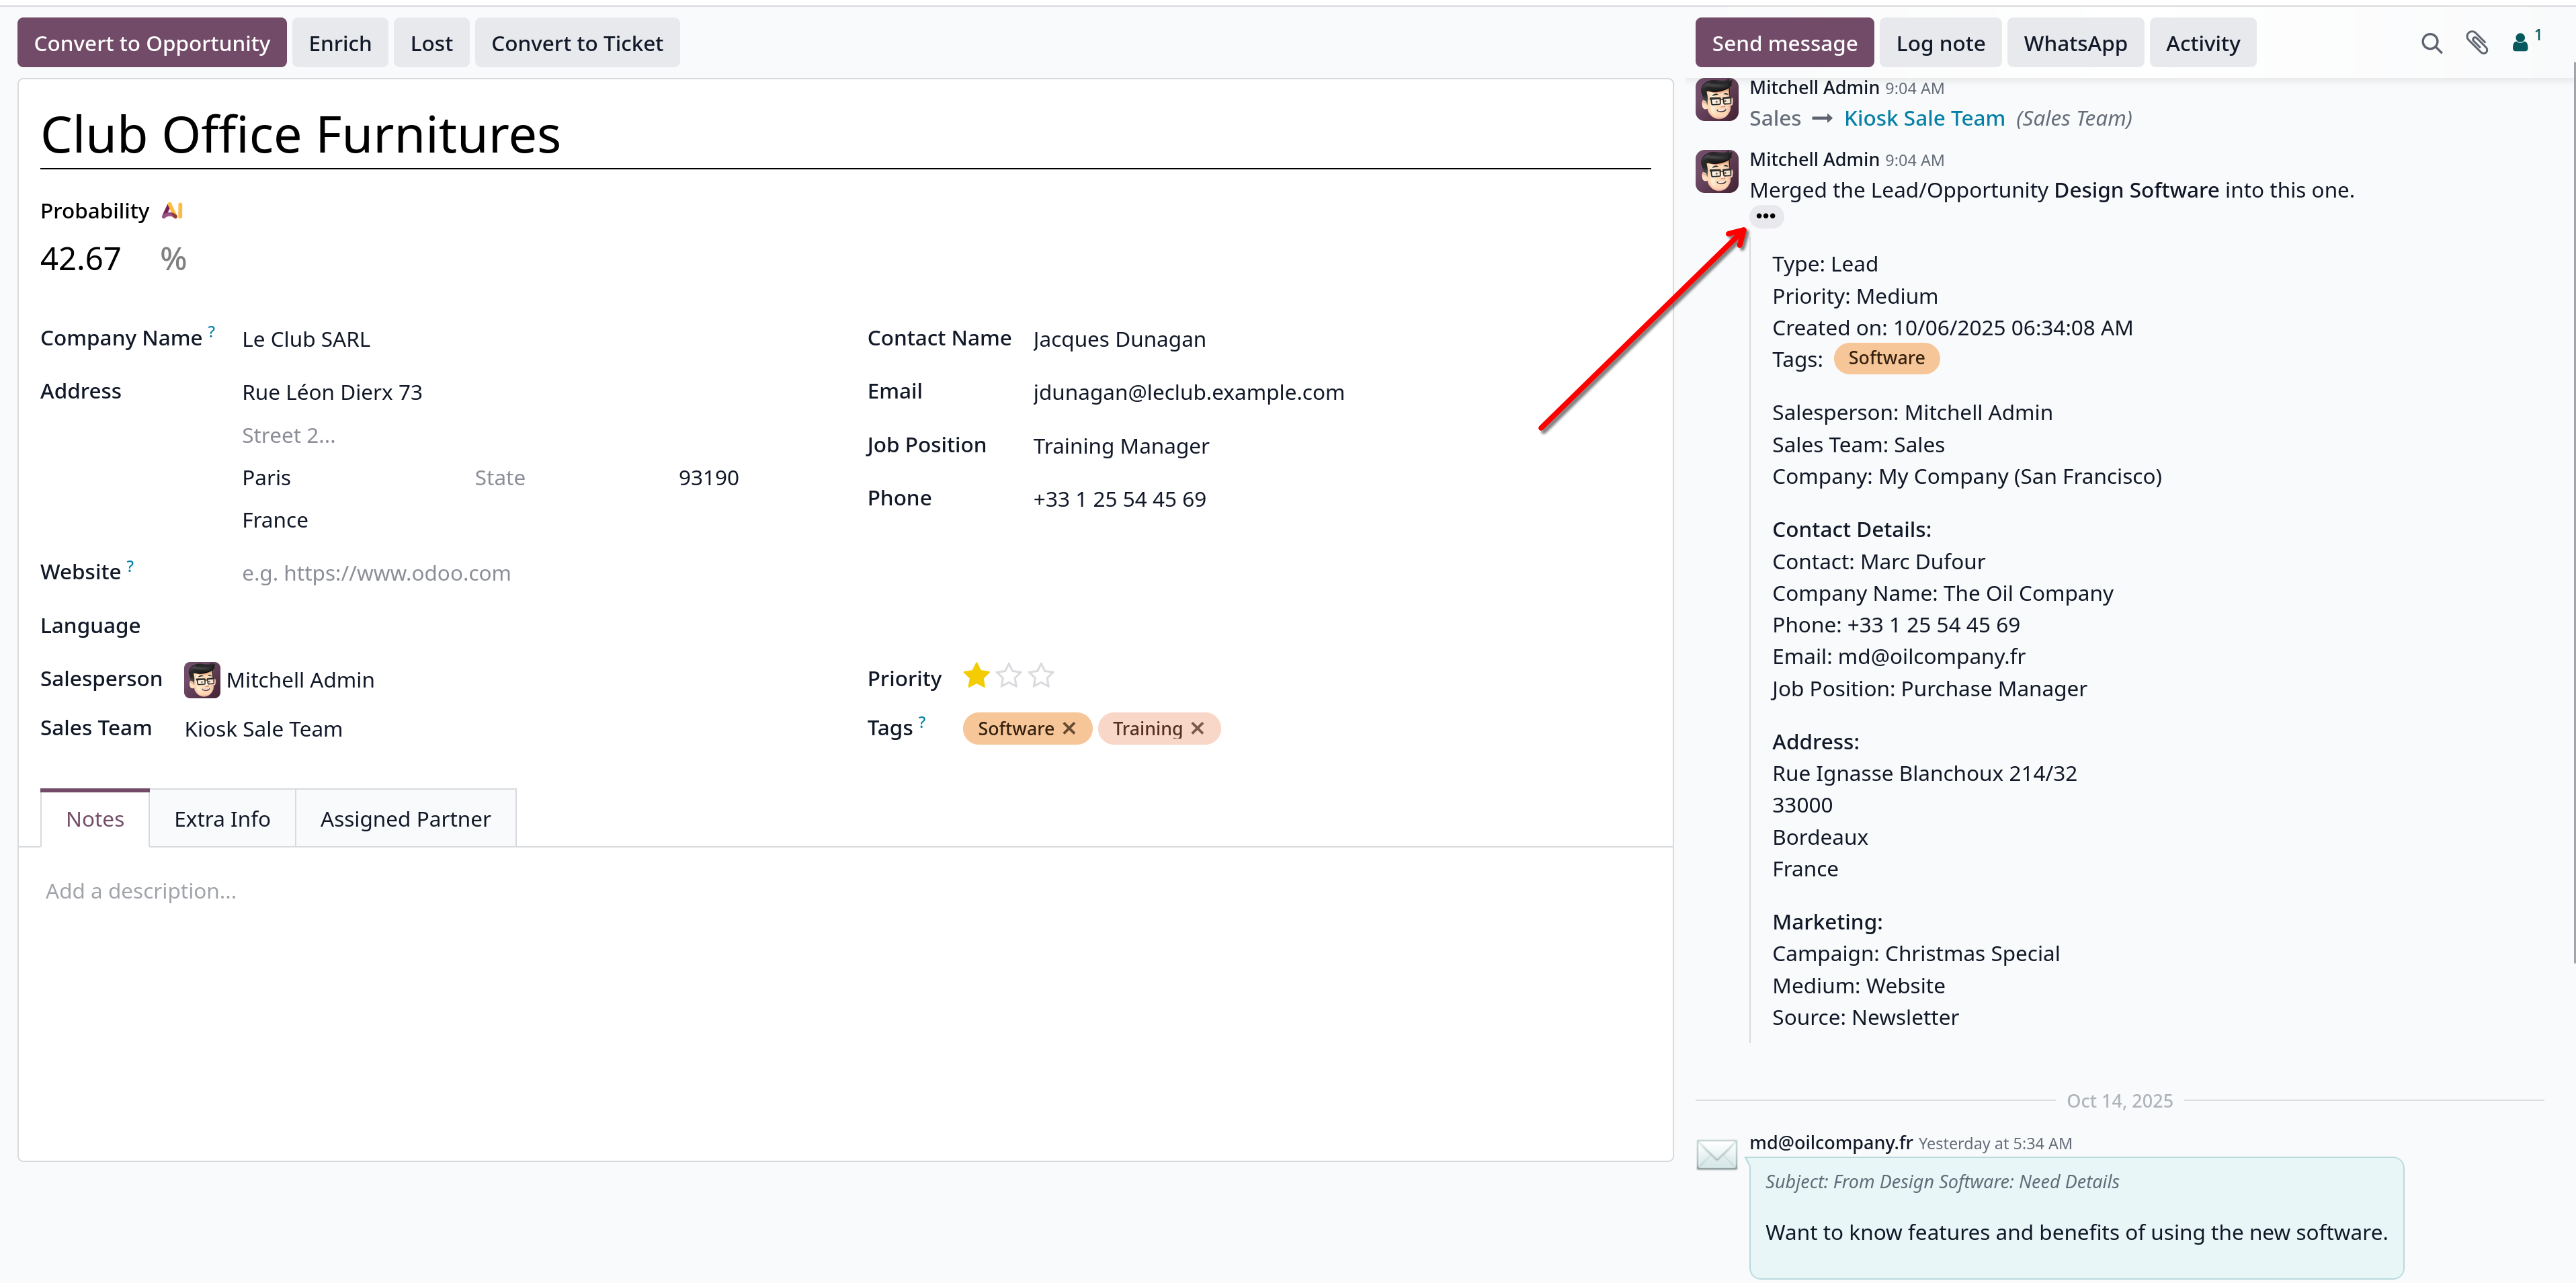 Convert to Opportunity Enrich Lost Convert to Ticket
Club Office Furnitures
Probability AI
42.67 %
Company Name ? Le Club SARL
Address Rue Léon Dierx 73
Street 2...
Paris State 93190
France
Website ? e.g. https://www.odoo.com
Language
Contact Name Jacques Dunagan
Email jdunagan@leclub.example.com
Job Position Training Manager
Phone +33 1 25 54 45 69
Salesperson Mitchell Admin
Sales Team Kiosk Sale Team
Priority
Tags ? Software ✕ Training ✕
Notes Extra Info Assigned Partner
Add a description...
Send message Log note WhatsApp Activity 1
Mitchell Admin 9:04 AM
Sales → Kiosk Sale Team (Sales Team)
Mitchell Admin 9:04 AM
Merged the Lead/Opportunity Design Software into this one.
•••
Type: Lead
Priority: Medium
Created on: 10/06/2025 06:34:08 AM
Tags: Software
Salesperson: Mitchell Admin
Sales Team: Sales
Company: My Company (San Francisco)
Contact Details:
Contact: Marc Dufour
Company Name: The Oil Company
Phone: +33 1 25 54 45 69
Email: md@oilcompany.fr
Job Position: Purchase Manager
Address:
Rue Ignasse Blanchoux 214/32
33000
Bordeaux
France
Marketing:
Campaign: Christmas Special
Medium: Website
Source: Newsletter
Oct 14, 2025
md@oilcompany.fr Yesterday at 5:34 AM
Subject: From Design Software: Need Details
Want to know features and benefits of using the new software.